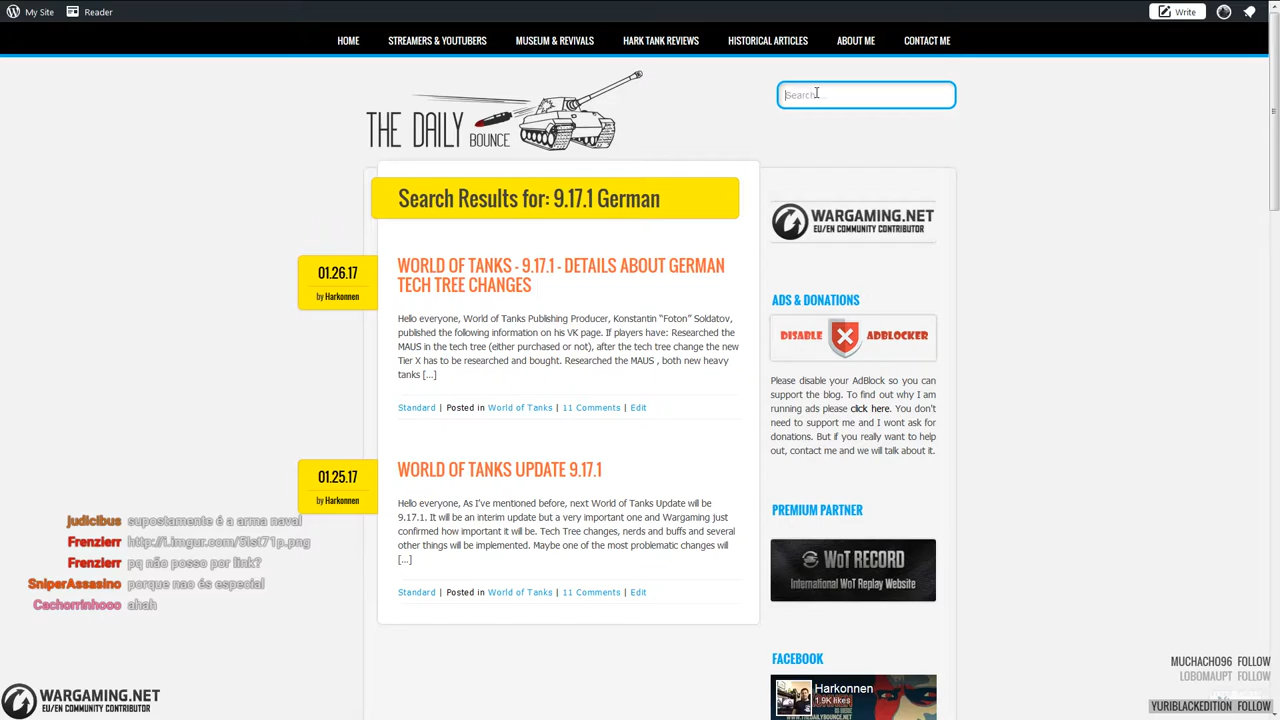 My Site Reader Write
HOME STREAMERS & YOUTUBERS MUSEUM & REVIVALS HARK TANK REVIEWS HISTORICAL ARTICLES ABOUT ME CONTACT ME
THE DAILY BOUNCE
Search...
Search Results for: 9.17.1 German
01.26.17
by Harkonnen
WORLD OF TANKS - 9.17.1 - DETAILS ABOUT GERMAN
TECH TREE CHANGES
Hello everyone, World of Tanks Publishing Producer, Konstantin “Foton” Soldatov,
published the following information on his VK page. If players have: Researched the
MAUS in the tech tree (either purchased or not), after the tech tree change the new
Tier X has to be researched and bought. Researched the MAUS , both new heavy
tanks [...]
Standard | Posted in World of Tanks | 11 Comments | Edit
01.25.17
by Harkonnen
WORLD OF TANKS UPDATE 9.17.1
Hello everyone, As I've mentioned before, next World of Tanks Update will be
9.17.1. It will be an interim update but a very important one and Wargaming just
confirmed how important it will be. Tech Tree changes, nerds and buffs and several
other things will be implemented. Maybe one of the most problematic changes will
[...]
Standard | Posted in World of Tanks | 11 Comments | Edit
WARGAMING.NET
EU/EN COMMUNITY CONTRIBUTOR
ADS & DONATIONS
DISABLE ADBLOCKER
Please disable your AdBlock so you can
support the blog. To find out why I am
running ads please click here. You don't
need to support me and I wont ask for
donations. But if you really want to help
out, contact me and we will talk about it.
PREMIUM PARTNER
WoT RECORD
International WoT Replay Website
FACEBOOK
Harkonnen
1.9K likes
judicibus supostamente é a arma naval
Frenzierr http://i.imgur.com/5lst71p.png
Frenzierr pq não posso por link?
SniperAssasino porque nao és especial
Cachorrinhooo ahah
WARGAMING.NET
EU/EN COMMUNITY CONTRIBUTOR
MUCHACHO96 FOLLOW
LOBOMAUPT FOLLOW
YURIBLACKEDITION FOLLOW